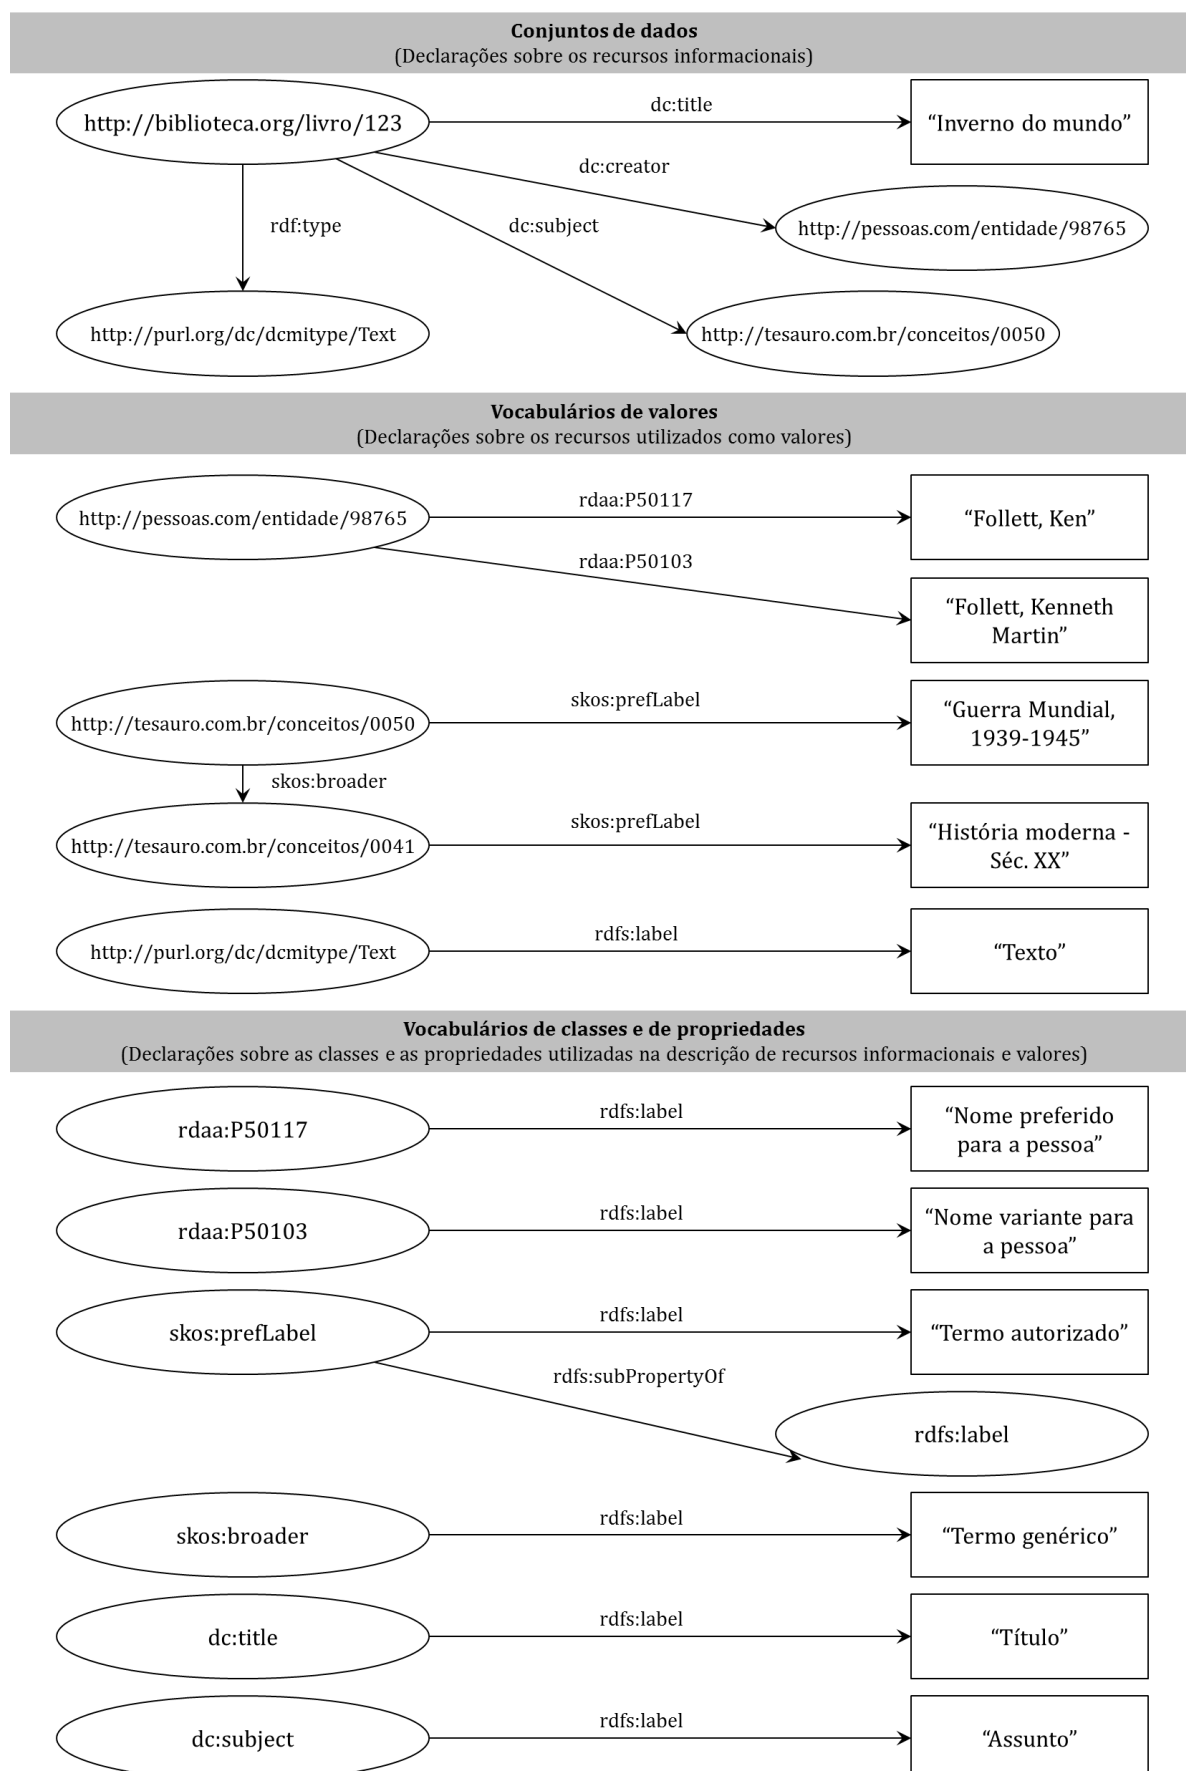 Conjuntos de dados
(Declarações sobre os recursos informacionais)
http://biblioteca.org/livro/123
dc:title
“Inverno do mundo”
dc:creator
http://pessoas.com/entidade/98765
rdf:type
dc:subject
http://purl.org/dc/dcmitype/Text
http://tesauro.com.br/conceitos/0050
Vocabulários de valores
(Declarações sobre os recursos utilizados como valores)
http://pessoas.com/entidade/98765
rdaa:P50117
“Follett, Ken”
rdaa:P50103
“Follett, Kenneth
Martin”
http://tesauro.com.br/conceitos/0050
skos:prefLabel
“Guerra Mundial,
1939-1945”
skos:broader
http://tesauro.com.br/conceitos/0041
skos:prefLabel
“História moderna -
Séc. XX”
http://purl.org/dc/dcmitype/Text
rdfs:label
“Texto”
Vocabulários de classes e de propriedades
(Declarações sobre as classes e as propriedades utilizadas na descrição de recursos informacionais e valores)
rdaa:P50117
rdfs:label
“Nome preferido
para a pessoa”
rdaa:P50103
rdfs:label
“Nome variante para
a pessoa”
skos:prefLabel
rdfs:label
“Termo autorizado”
rdfs:subPropertyOf
rdfs:label
skos:broader
rdfs:label
“Termo genérico”
dc:title
rdfs:label
“Título”
dc:subject
rdfs:label
“Assunto”